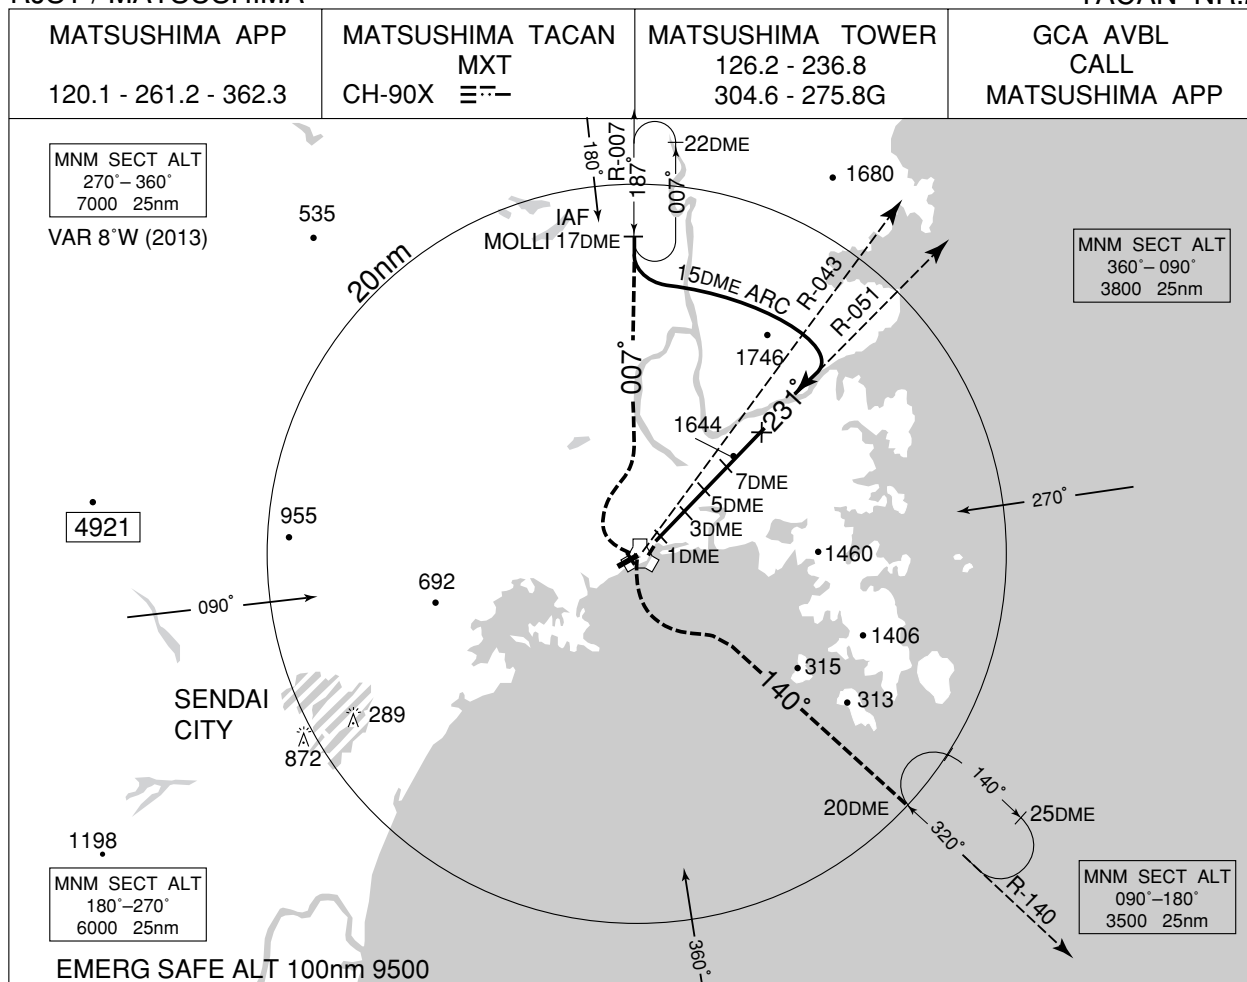 MATSUSHIMA APP
120.1 - 261.2 - 362.3
MATSUSHIMA TACAN
MXT
CH-90X
MATSUSHIMA TOWER
126.2 - 236.8
304.6 - 275.8G
GCA AVBL
CALL
MATSUSHIMA APP
MNM SECT ALT
270°–360°
7000 25nm
VAR 8°W (2013)
180°
R-007
187°
007°
22DME
1680
535
IAF
MOLLI 17DME
20nm
15DME ARC
R-043
R-051
MNM SECT ALT
360°–090°
3800 25nm
1746
007°
231°
1644
7DME
5DME
3DME
1DME
270°
4921
955
1460
692
090°
1406
315
313
140°
SENDAI
CITY
289
872
140°
20DME
25DME
320°
R-140
1198
MNM SECT ALT
180°–270°
6000 25nm
MNM SECT ALT
090°–180°
3500 25nm
360°
EMERG SAFE ALT 100nm 9500